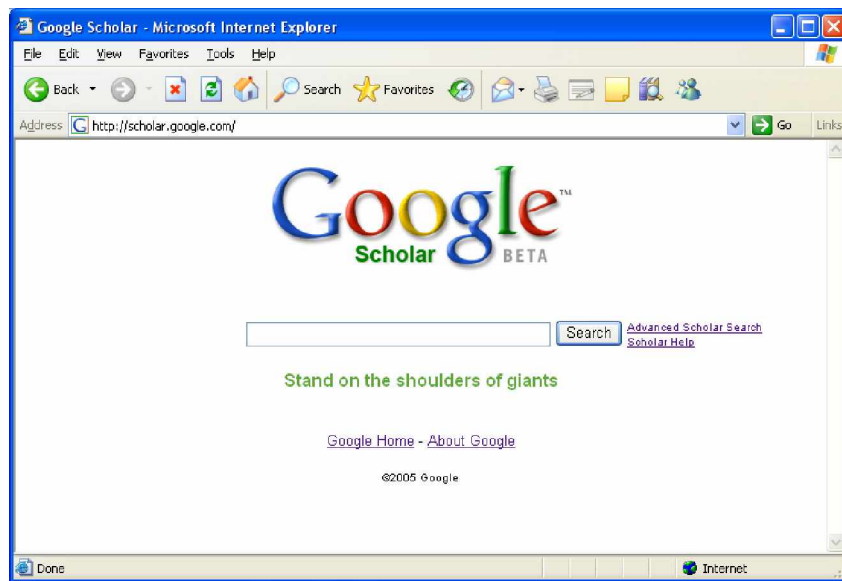 Google Scholar - Microsoft Internet Explorer
File Edit View Favorites Tools Help
Back Search Favorites
Address http://scholar.google.com/ Go Links
Google™
Scholar BETA
Search Advanced Scholar Search
Scholar Help
Stand on the shoulders of giants
Google Home - About Google
©2005 Google
Done Internet